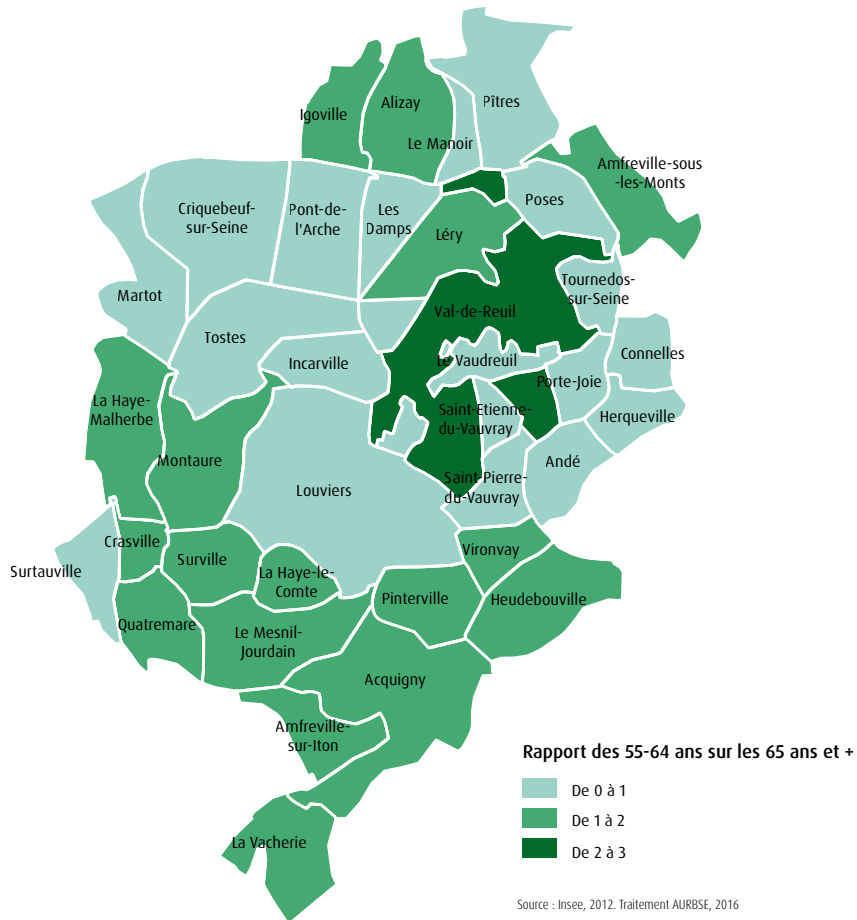 Pîtres
Alizay
Igoville
Le Manoir
Amfreville-sous
-les-Monts
Poses
Criquebeuf-
sur-Seine
Pont-de-
l'Arche
Les
Damps
Léry
Tournedos-
sur-Seine
Martot
Val-de-Reuil
Tostes
Connelles
Le Vaudreuil
Incarville
Porte-Joie
La Haye-
Malherbe
Saint-Etienne-
du-Vauvray
Herqueville
Montaure
Andé
Louviers
Saint-Pierre-
du-Vauvray
Crasville
Vironvay
Surville
Surtauville
La Haye-le-
Comte
Pinterville
Heudebouville
Quatremare
Le Mesnil-
Jourdain
Acquigny
Amfreville-
sur-Iton
La Vacherie
Rapport des 55-64 ans sur les 65 ans et +
De 0 à 1
De 1 à 2
De 2 à 3
Source : Insee, 2012. Traitement AURBSE, 2016